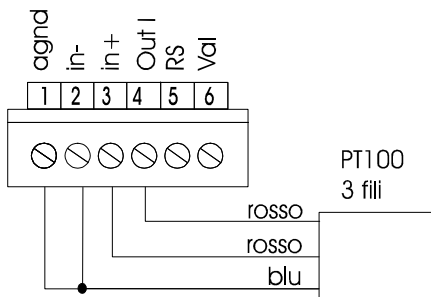 agnd in- in+ Out I RS Val
1 2 3 4 5 6
PT100
3 fili
rosso
rosso
blu